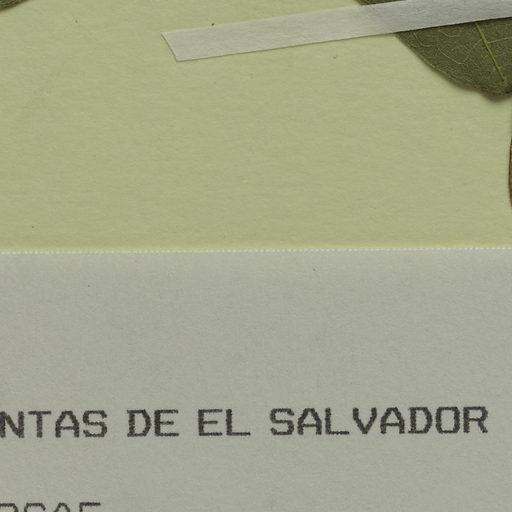 NTAS DE EL SALVADOR